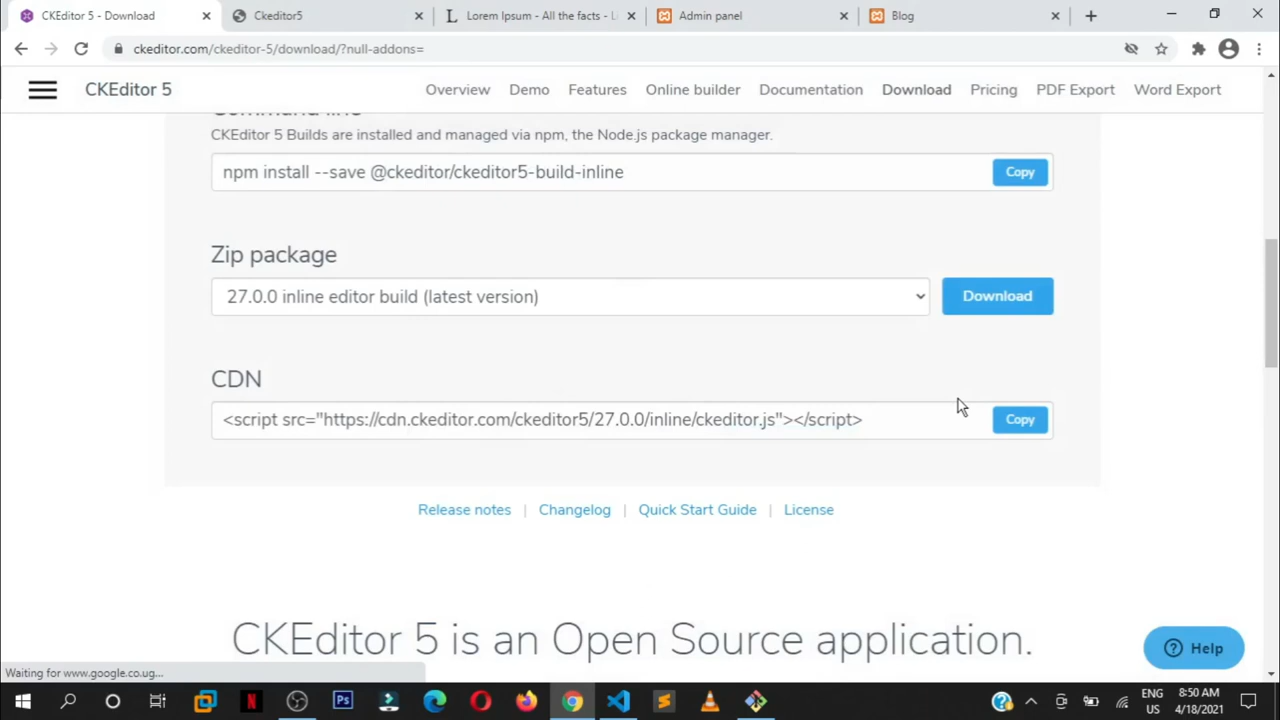 CKEditor 5 - Download
Ckeditor5
Lorem Ipsum - All the facts - Li
Admin panel
Blog
ckeditor.com/ckeditor-5/download/?null-addons=
CKEditor 5
Overview
Demo
Features
Online builder
Documentation
Download
Pricing
PDF Export
Word Export
Command line
CKEditor 5 Builds are installed and managed via npm, the Node.js package manager.
npm install --save @ckeditor/ckeditor5-build-inline
Copy
Zip package
27.0.0 inline editor build (latest version)
Download
CDN
<script src="https://cdn.ckeditor.com/ckeditor5/27.0.0/inline/ckeditor.js"></script>
Copy
Release notes | Changelog | Quick Start Guide | License
CKEditor 5 is an Open Source application.
Help
Waiting for www.google.co.ug...
ENG
US
8:50 AM
4/18/2021